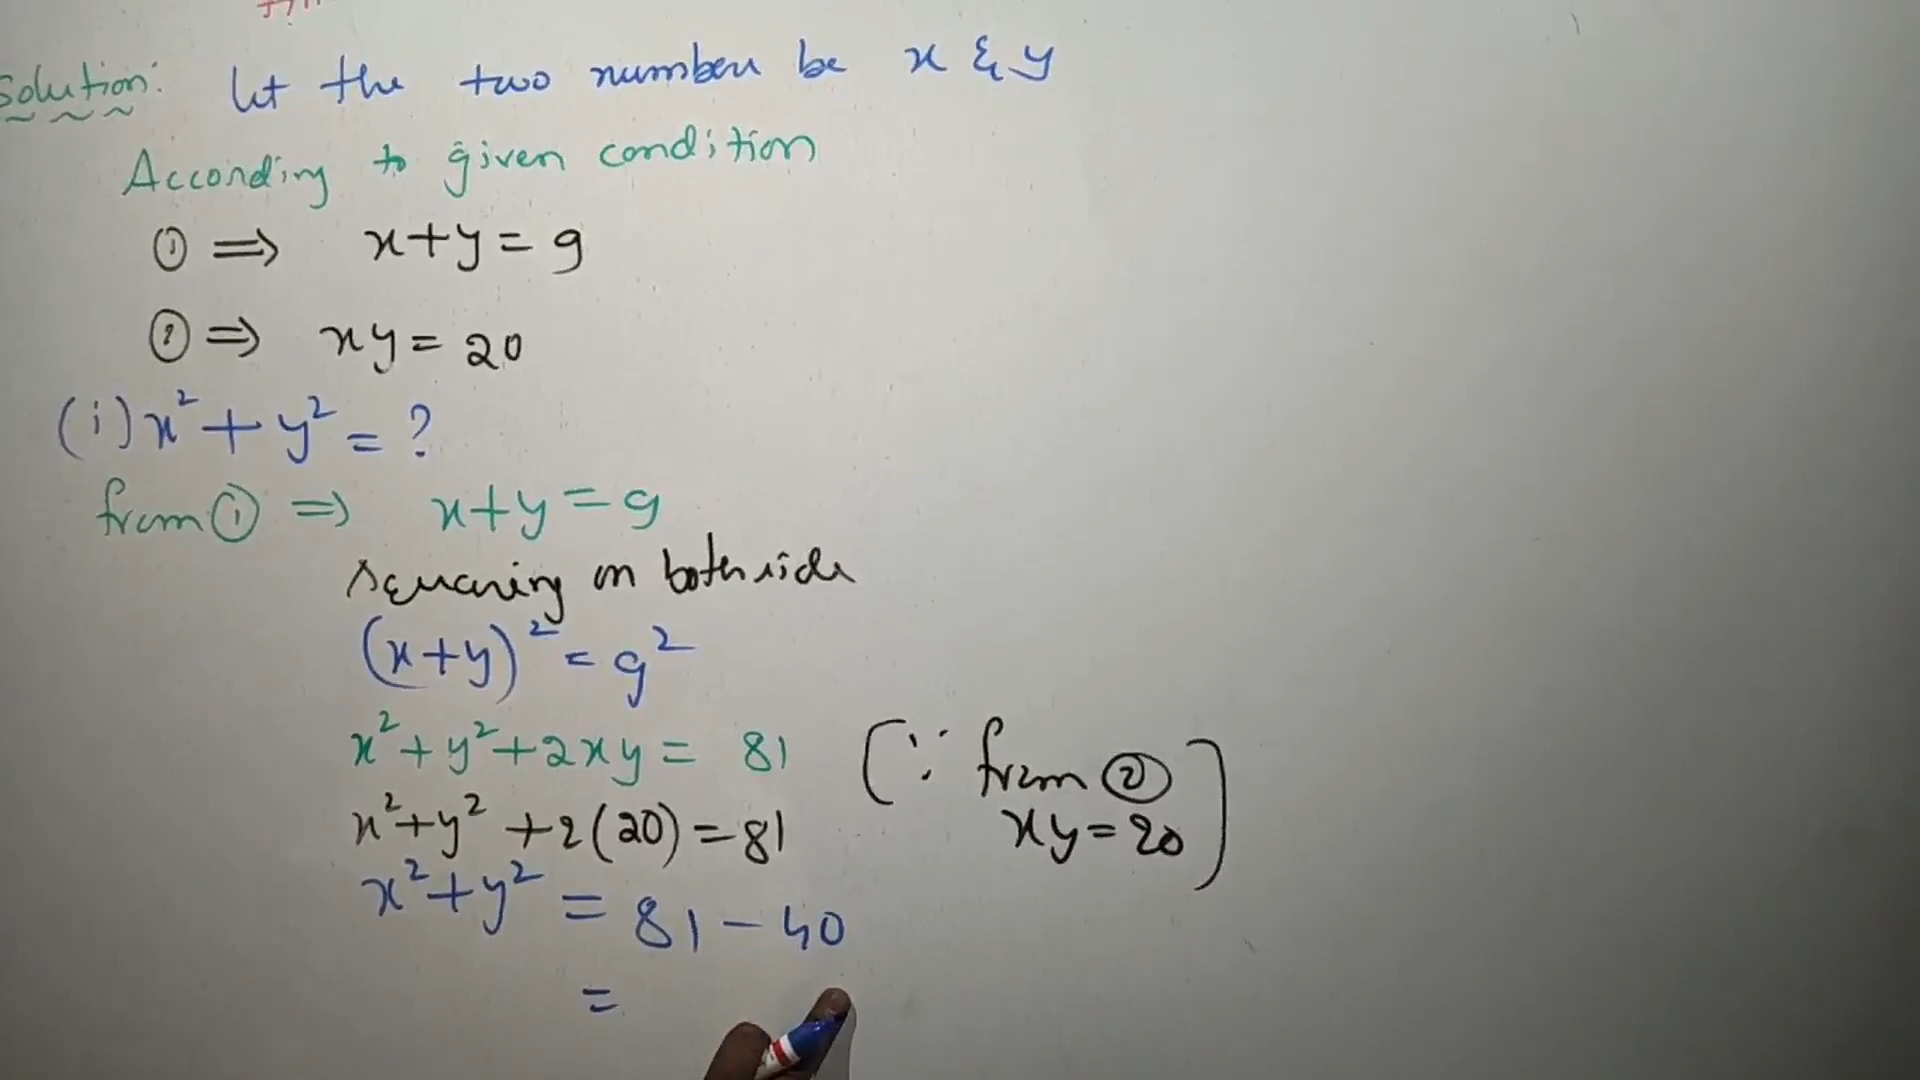 Solution: let the two number be x & y
According to given condition
① ⇒ x+y=9
② ⇒ xy=20
(i) x²+y²=?
from ① ⇒ x+y=9
squaring on both side
(x+y)²=9²
x²+y²+2xy= 81
(∵ from ②
x²+y²+2(20)=81
xy=20)
x²+y² = 81-40
=